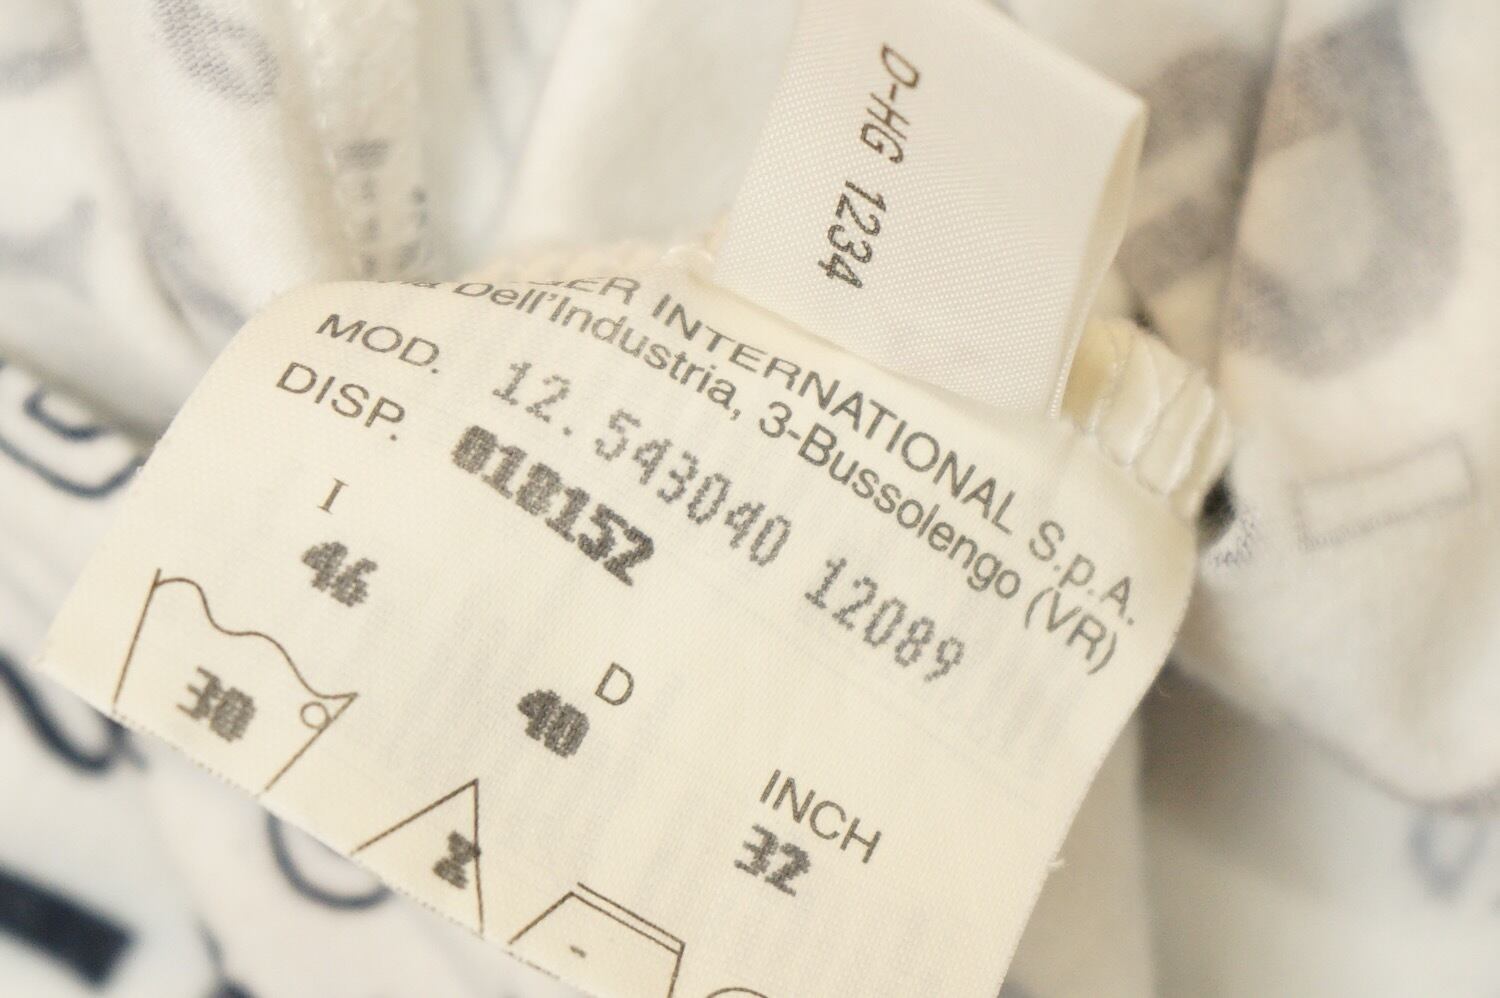 D-HG 1234
INTERNATIONAL S.p.A.
Dell'Industria, 3-Bussolengo (VR)
MOD. 12.543040 12089
DISP. 010152
I
46
D
40
INCH
32
30